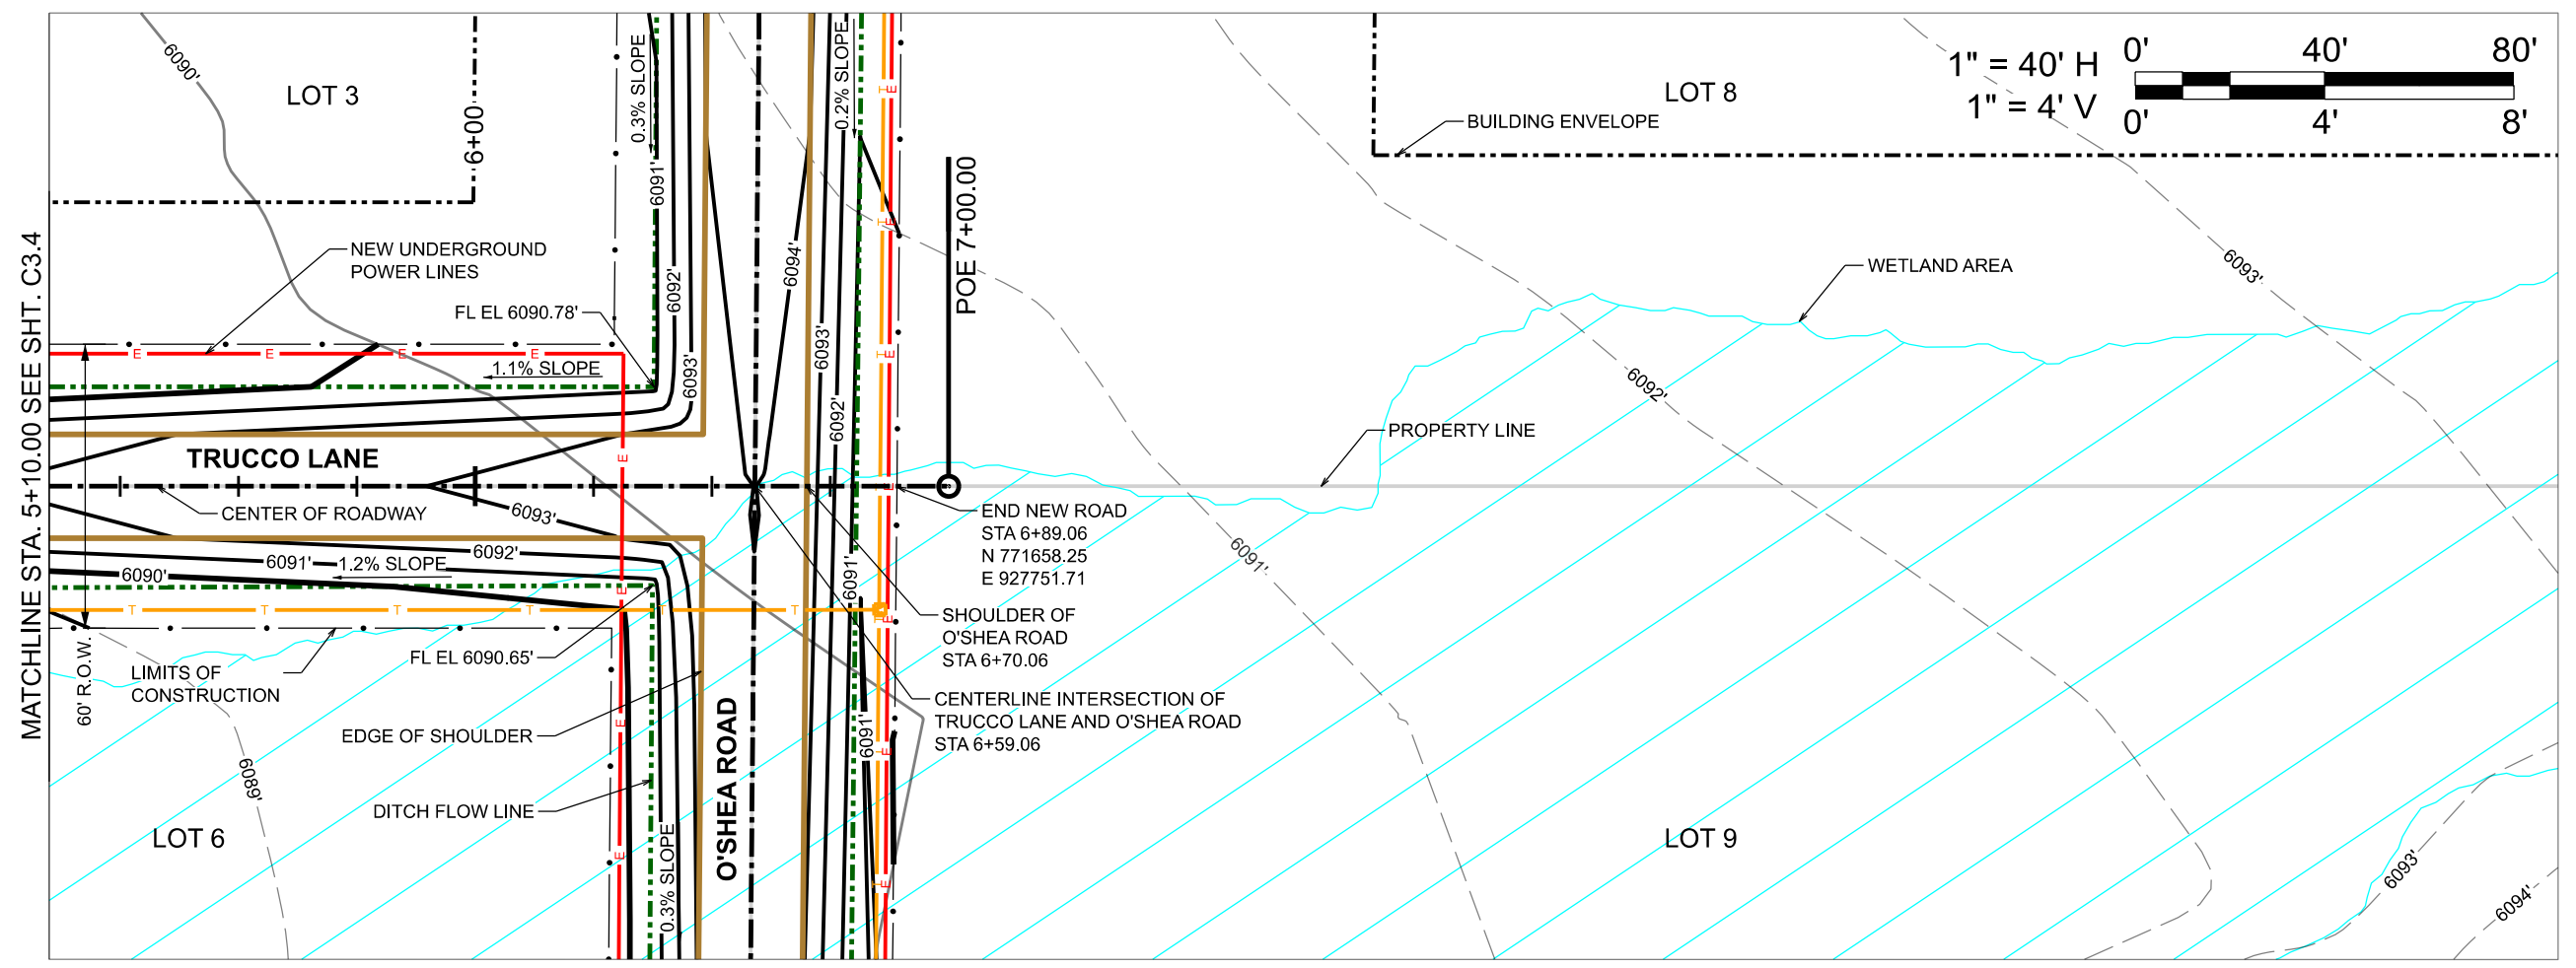 MATCHLINE STA. 5+10.00 SEE SHT. C3.4
6090'
LOT 3
6+00
0.3% SLOPE
6091'
0.2% SLOPE
POE 7+00.00
LOT 8
BUILDING ENVELOPE
1" = 40' H
1" = 4' V
0'
40'
80'
0'
4'
8'
NEW UNDERGROUND
POWER LINES
FL EL 6090.78'
6092'
6093'
6094'
6093'
6092'
WETLAND AREA
6093'
E
E
E
E
1.1% SLOPE
6092'
PROPERTY LINE
TRUCCO LANE
CENTER OF ROADWAY
6093'
6092'
6091'
1.2% SLOPE
6090'
T
T
T
T
T
T
E
E
E
E
E
E
E
E
E
E
E
E
E
E
T
T
T
T
T
T
END NEW ROAD
STA 6+89.06
N 771658.25
E 927751.71
6091'
6091'
SHOULDER OF
O'SHEA ROAD
STA 6+70.06
CENTERLINE INTERSECTION OF
TRUCCO LANE AND O'SHEA ROAD
STA 6+59.06
60' R.O.W.
LIMITS OF
CONSTRUCTION
FL EL 6090.65'
EDGE OF SHOULDER
O'SHEA ROAD
6091'
DITCH FLOW LINE
0.3% SLOPE
6089'
LOT 6
LOT 9
6093'
6094'